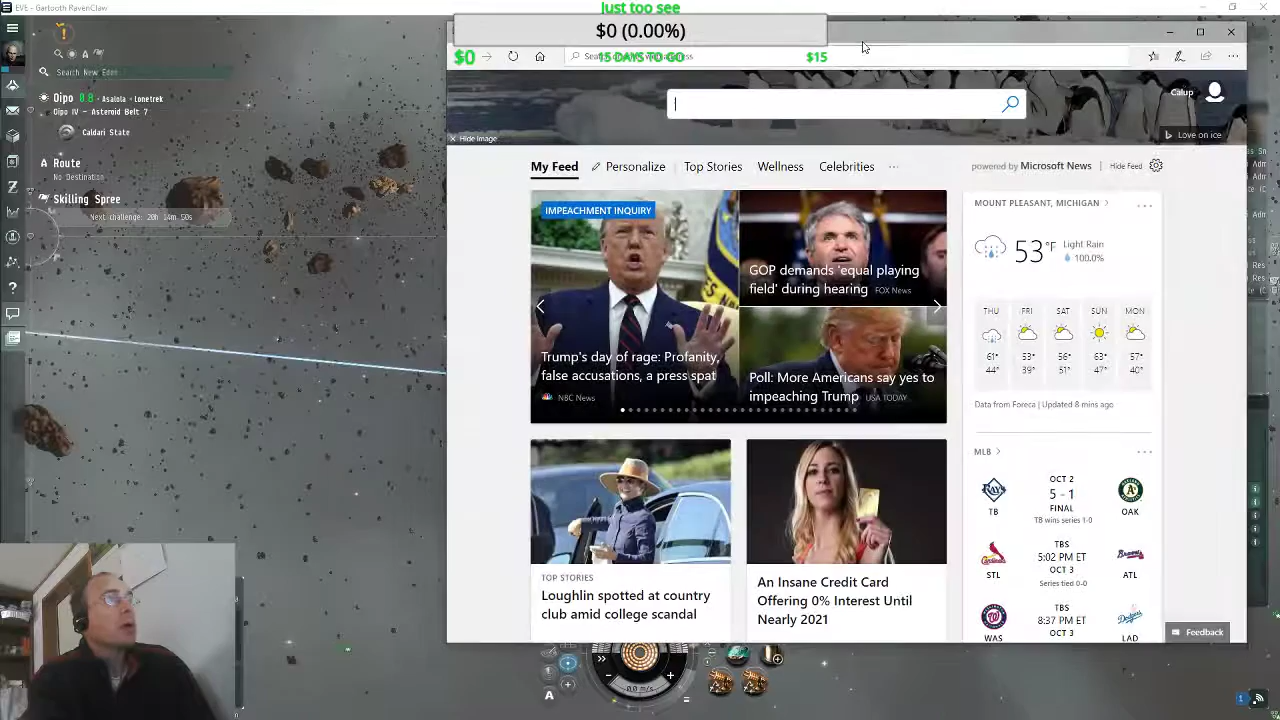 EVE - Gartooth RavenClaw
Just too see
$0 (0.00%)
$0
15 DAYS TO GO
$15
Search New Eden
Oipo 0.8 < Asalola < Lonetrek
Oipo IV - Asteroid Belt 7
Caldari State
Route
No Destination
Skilling Spree
Next challenge: 20h 14m 50s
Calup
Hide Image
Love on ice
My Feed
Personalize
Top Stories
Wellness
Celebrities
powered by Microsoft News
Hide Feed
IMPEACHMENT INQUIRY
Trump's day of rage: Profanity,
false accusations, a press spat
NBC News
GOP demands 'equal playing
field' during hearing FOX News
Poll: More Americans say yes to
impeaching Trump USA TODAY
MOUNT PLEASANT, MICHIGAN
53°F
Light Rain
100.0%
THU FRI SAT SUN MON
61° 53° 56° 63° 57°
44° 39° 51° 47° 40°
Data from Foreca | Updated 8 mins ago
MLB
OCT 2
TB 5 - 1 OAK
RAYS
FINAL
TB wins series 1-0
TBS
5:02 PM ET
STL OCT 3 ATL
Series tied 0-0
TBS
8:37 PM ET
WAS OCT 3 LAD
TOP STORIES
Loughlin spotted at country
club amid college scandal
An Insane Credit Card
Offering 0% Interest Until
Nearly 2021
Feedback
0.0 m/s
A
1